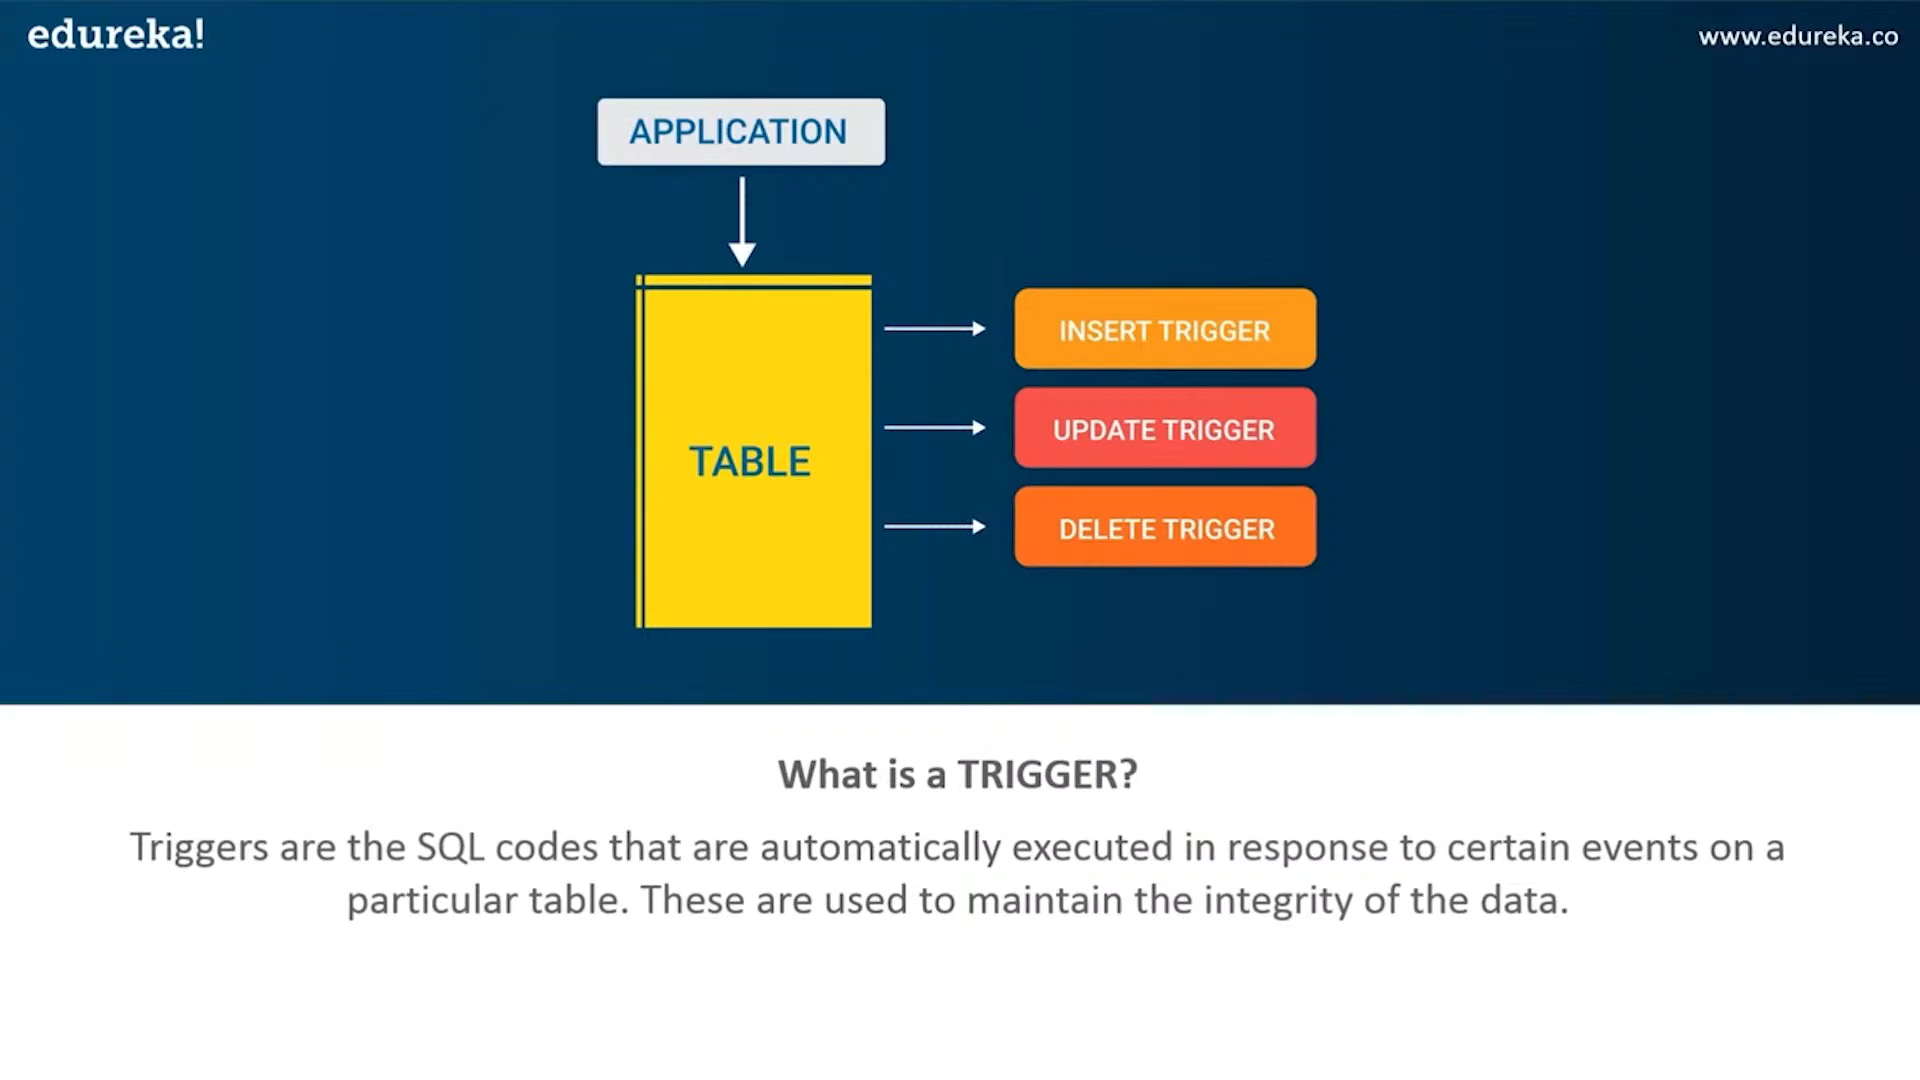 edureka!
www.edureka.co
APPLICATION
TABLE
INSERT TRIGGER
UPDATE TRIGGER
DELETE TRIGGER
What is a TRIGGER?
Triggers are the SQL codes that are automatically executed in response to certain events on a
particular table. These are used to maintain the integrity of the data.